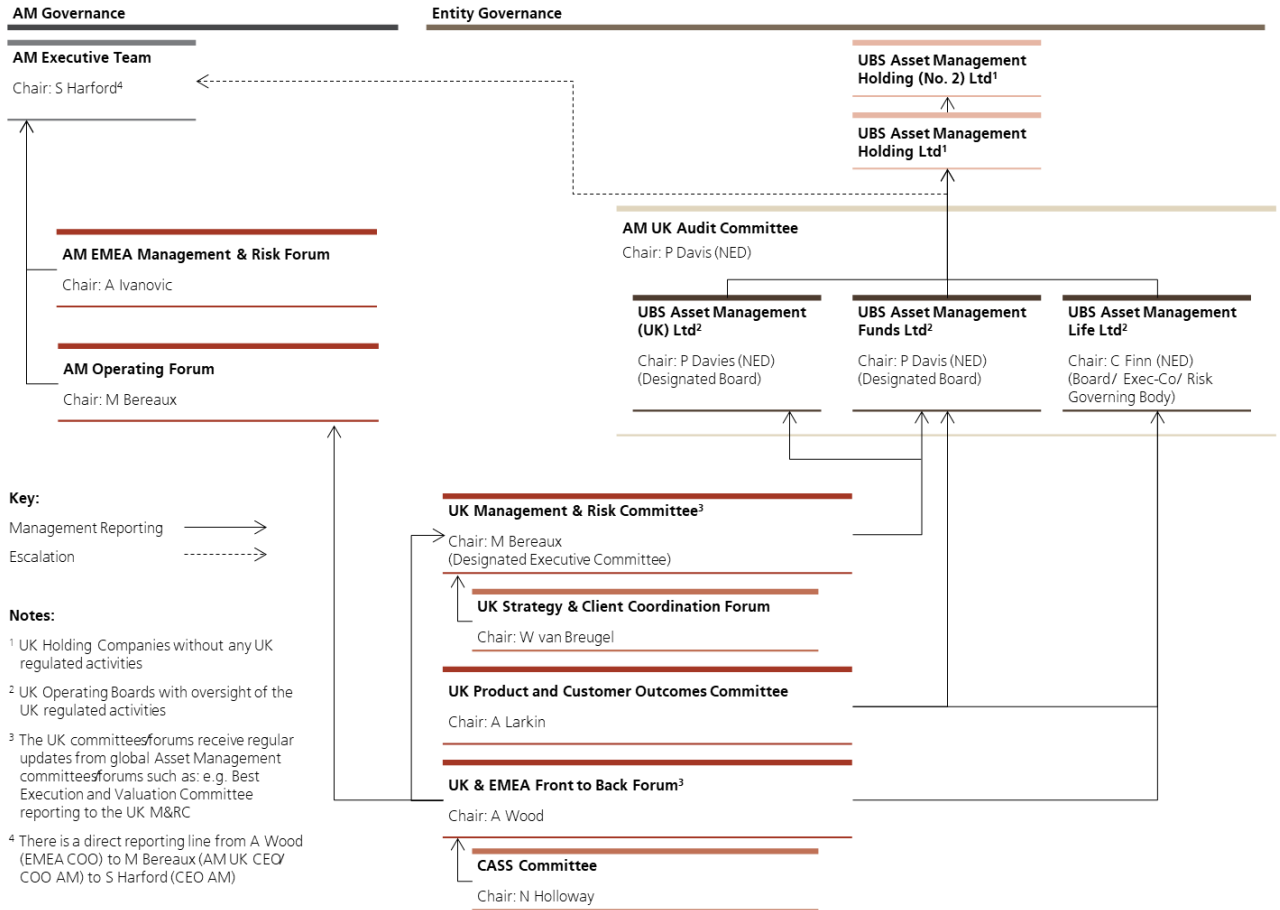 AM Governance
Entity Governance
AM Executive Team
Chair: S Harford⁴
UBS Asset Management
Holding (No. 2) Ltd¹
UBS Asset Management
Holding Ltd¹
AM UK Audit Committee
Chair: P Davis (NED)
AM EMEA Management & Risk Forum
Chair: A Ivanovic
AM Operating Forum
Chair: M Bereaux
UBS Asset Management
(UK) Ltd²
Chair: P Davies (NED)
(Designated Board)
UBS Asset Management
Funds Ltd²
Chair: P Davis (NED)
(Designated Board)
UBS Asset Management
Life Ltd²
Chair: C Finn (NED)
(Board/ Exec-Co/ Risk
Governing Body)
Key:
Management Reporting
Escalation
Notes:
¹ UK Holding Companies without any UK
regulated activities
² UK Operating Boards with oversight of the
UK regulated activities
³ The UK committees/forums receive regular
updates from global Asset Management
committees/forums such as: e.g. Best
Execution and Valuation Committee
reporting to the UK M&RC
⁴ There is a direct reporting line from A Wood
(EMEA COO) to M Bereaux (AM UK CEO/
COO AM) to S Harford (CEO AM)
UK Management & Risk Committee³
Chair: M Bereaux
(Designated Executive Committee)
UK Strategy & Client Coordination Forum
Chair: W van Breugel
UK Product and Customer Outcomes Committee
Chair: A Larkin
UK & EMEA Front to Back Forum³
Chair: A Wood
CASS Committee
Chair: N Holloway